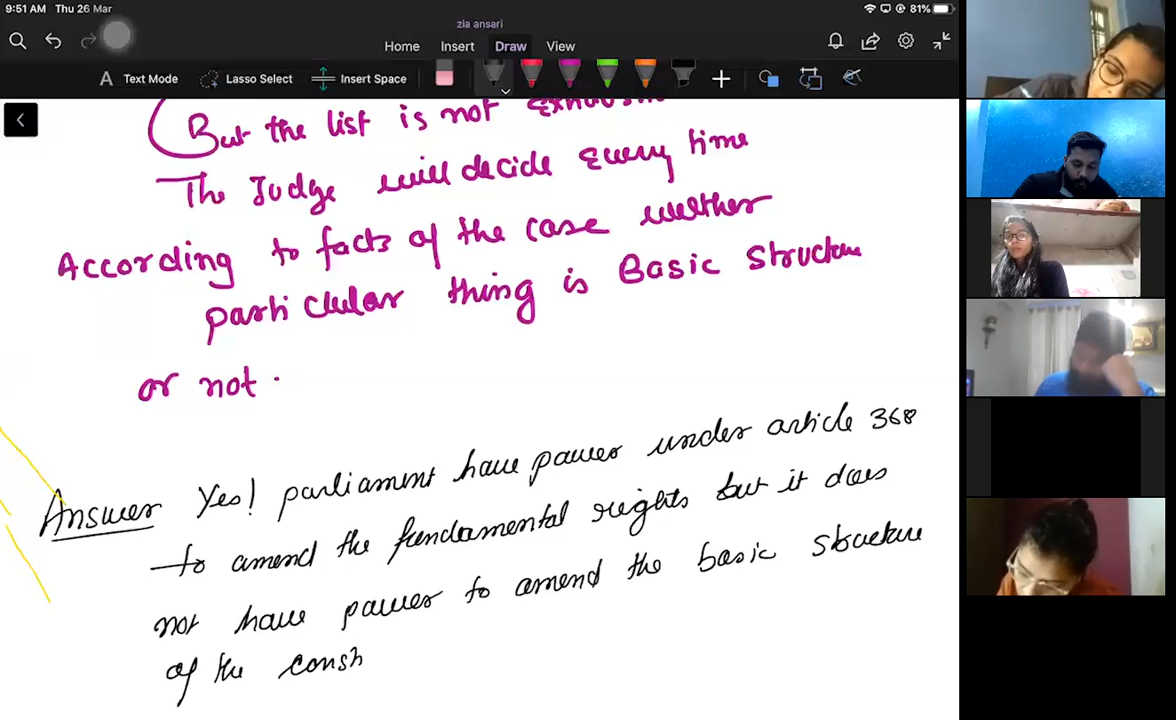 9:51 AM Thu 26 Mar
81%
zia ansari
Home Insert Draw View
Text Mode Lasso Select Insert Space
But the list is not
The Judge will decide Every time
According to facts of the case wether
particular thing is Basic Structure
or not.
Answer Yes! parliament have power under article 368
to amend the fundamental rights but it does
not have power to amend the basic structure
of the consti